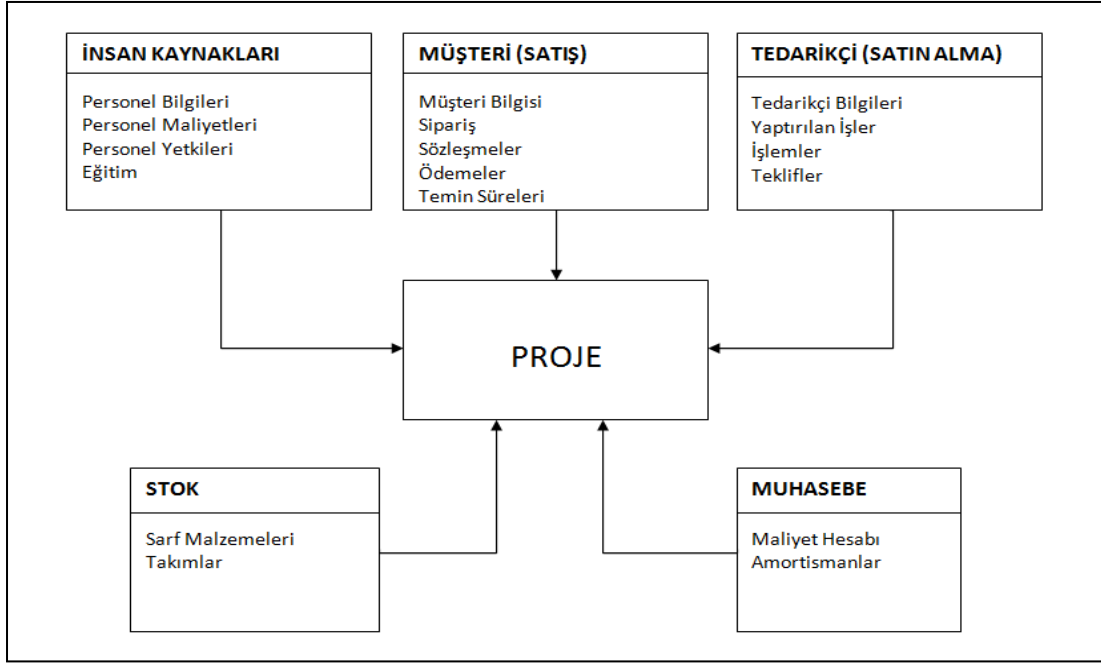 İNSAN KAYNAKLARI
Personel Bilgileri
Personel Maliyetleri
Personel Yetkileri
Eğitim
MÜŞTERİ (SATIŞ)
Müşteri Bilgisi
Sipariş
Sözleşmeler
Ödemeler
Temin Süreleri
TEDARİKÇİ (SATIN ALMA)
Tedarikçi Bilgileri
Yaptırılan İşler
İşlemler
Teklifler
PROJE
STOK
Sarf Malzemeleri
Takımlar
MUHASEBE
Maliyet Hesabı
Amortismanlar